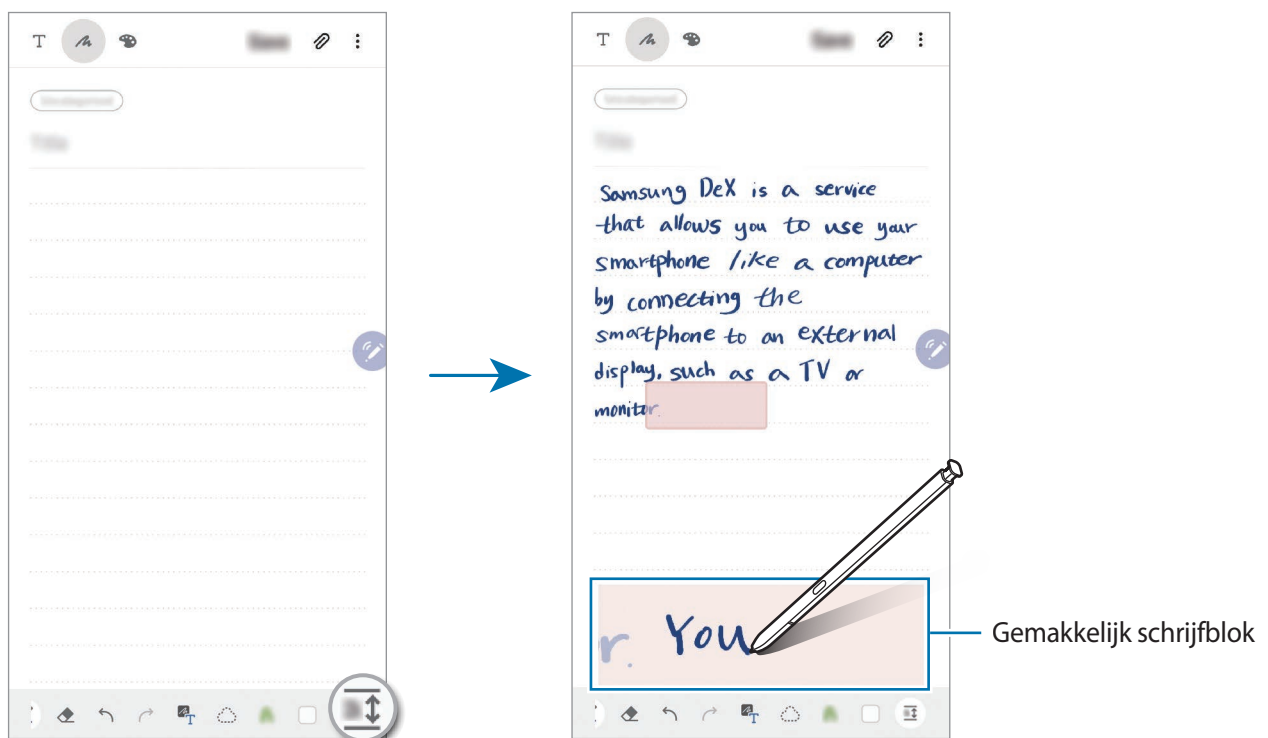 T
T
Samsung DeX is a service
that allows you to use your
smartphone like a computer
by connecting the
smartphone to an external
display, such as a TV or
monitor.
r. You
Gemakkelijk schrijfblok